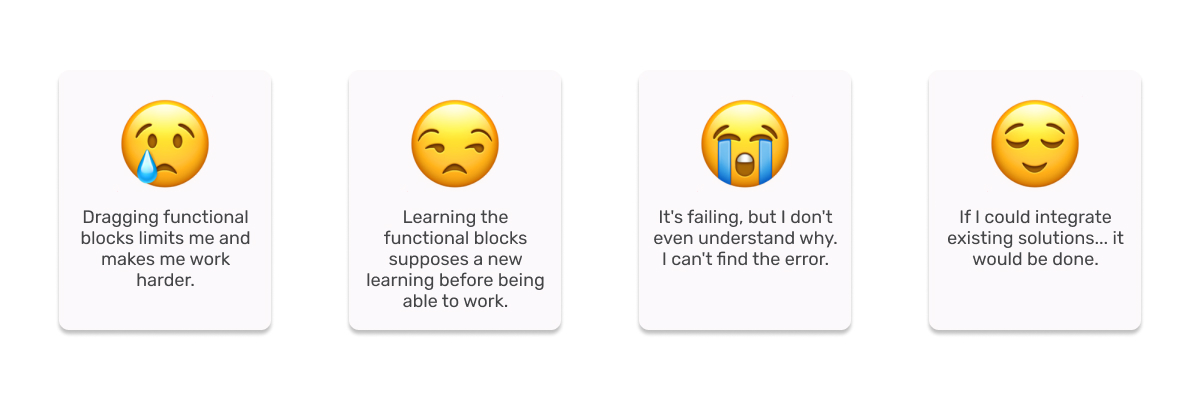 Dragging functional
blocks limits me and
makes me work
harder.
Learning the
functional blocks
supposes a new
learning before being
able to work.
It's failing, but I don't
even understand why.
I can't find the error.
If I could integrate
existing solutions... it
would be done.